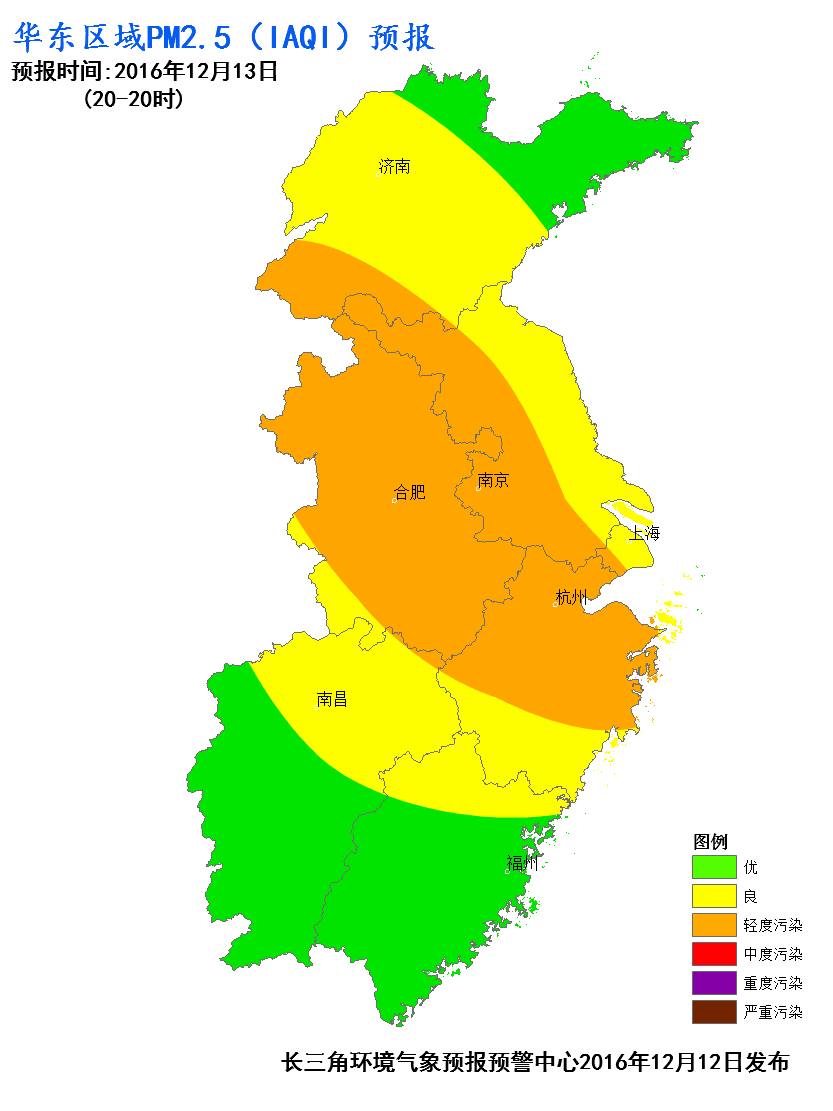 华东区域PM2.5（IAQI）预报
预报时间:2016年12月13日
(20-20时)
济南
合肥
南京
上海
杭州
南昌
福州
图例
优
良
轻度污染
中度污染
重度污染
严重污染
长三角环境气象预报预警中心2016年12月12日发布